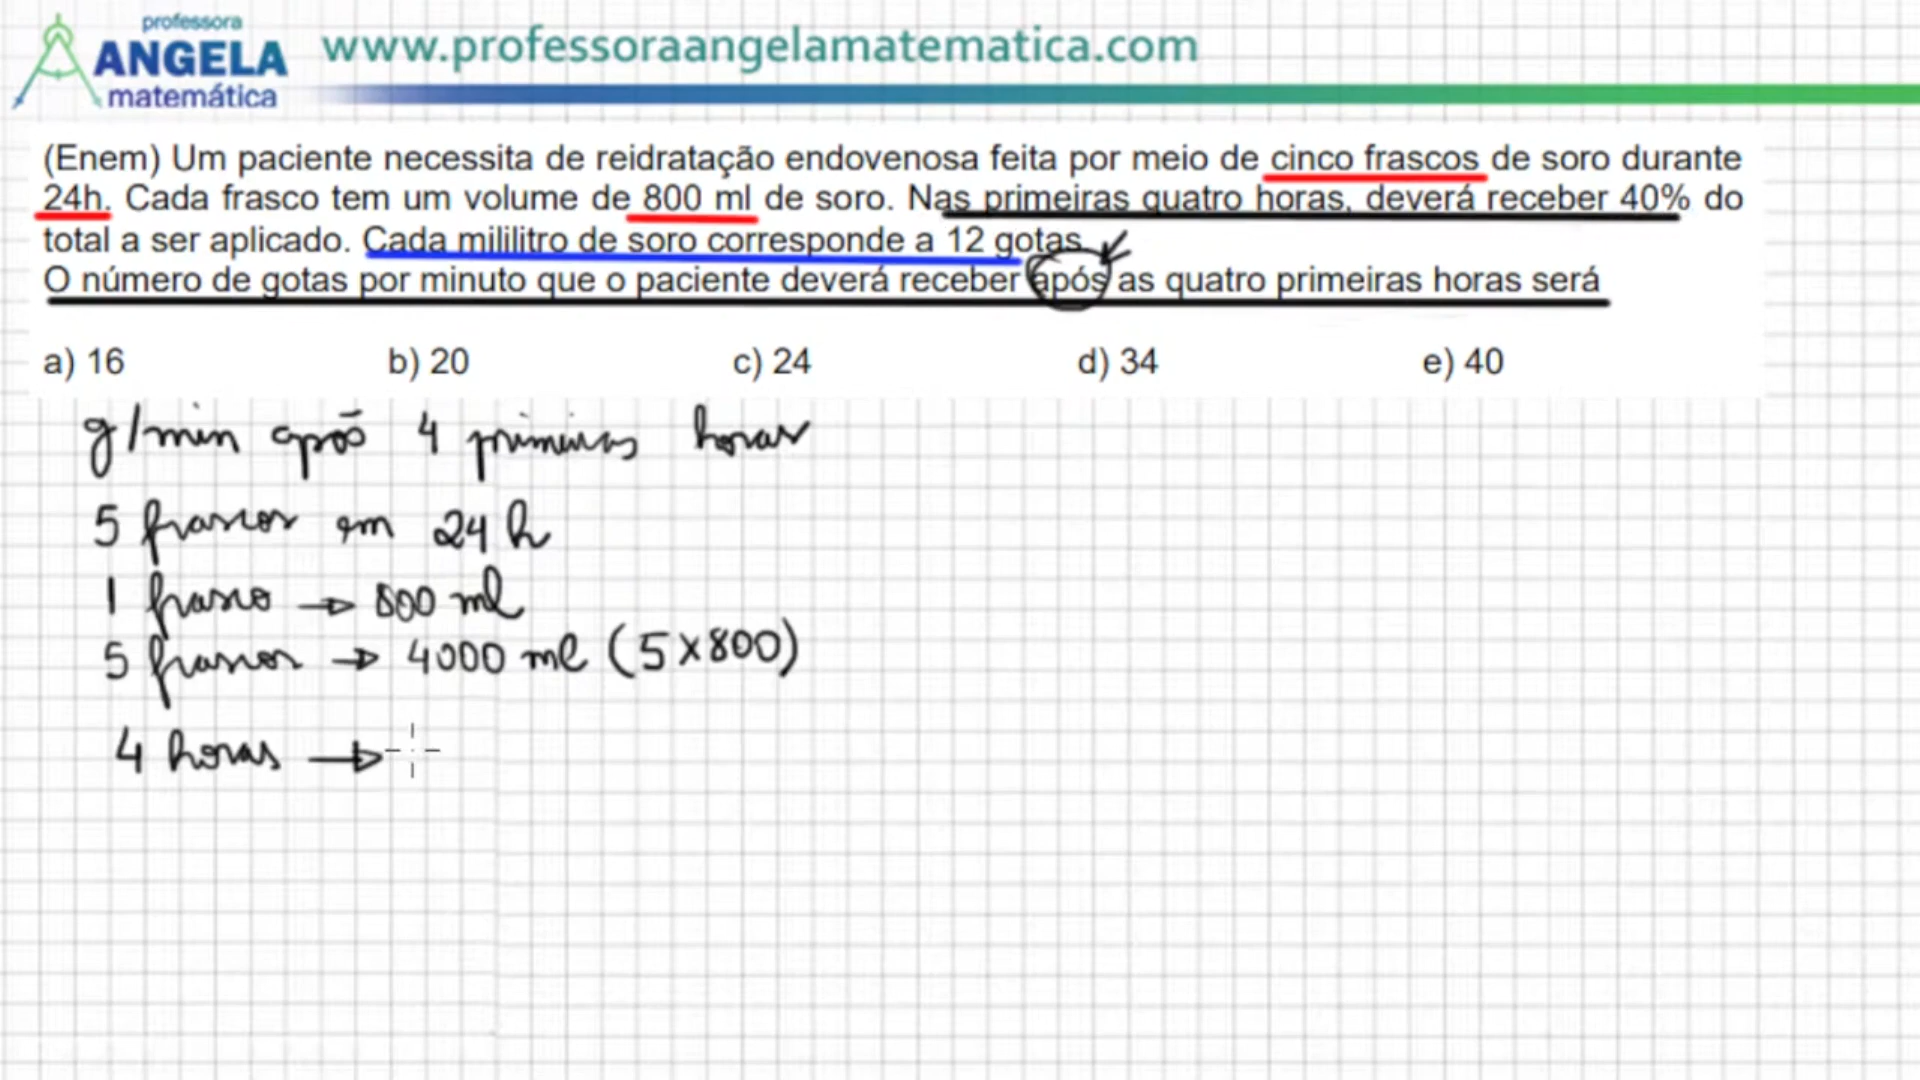 professora
ANGELA
matemática
www.professoraangelamatematica.com
(Enem) Um paciente necessita de reidratação endovenosa feita por meio de cinco frascos de soro durante
24h. Cada frasco tem um volume de 800 ml de soro. Nas primeiras quatro horas, deverá receber 40% do
total a ser aplicado. Cada mililitro de soro corresponde a 12 gotas.
O número de gotas por minuto que o paciente deverá receber após as quatro primeiras horas será
a) 16 b) 20 c) 24 d) 34 e) 40
g/min após 4 primeiras horas
5 frascos em 24 h
1 frasco → 800 ml
5 frascos → 4000 ml (5×800)
4 horas →